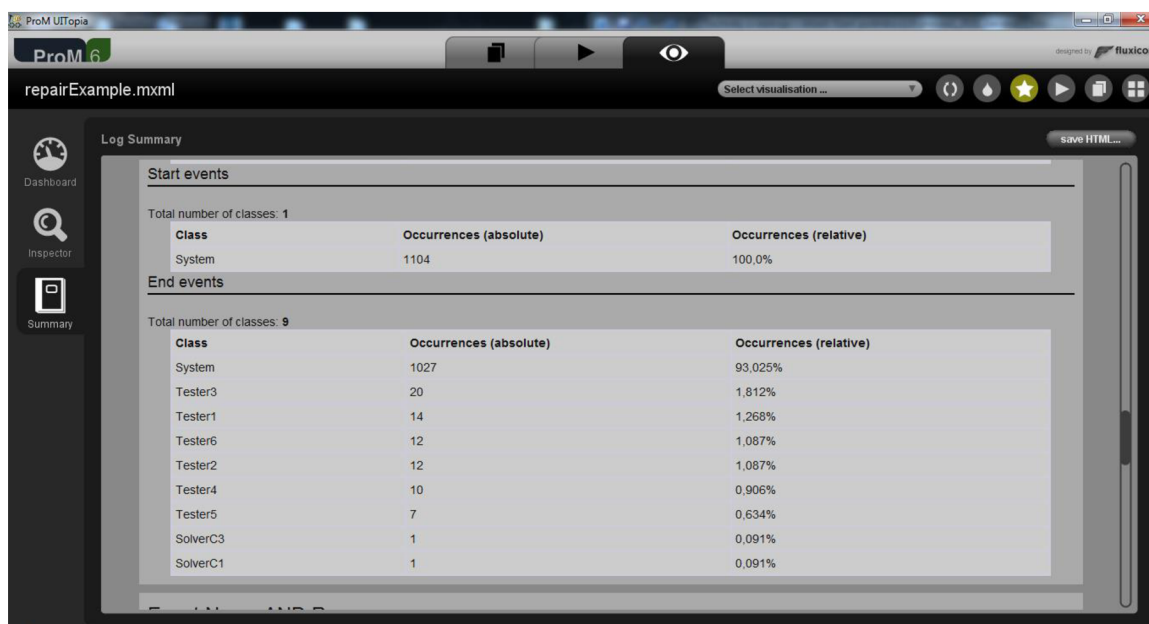 ProM UITopia
ProM 6
designed by fluxico
repairExample.mxml
Select visualisation ...
Log Summary
save HTML...
Dashboard
Inspector
Summary
Start events
Total number of classes: 1
Class Occurrences (absolute) Occurrences (relative)
System 1104 100,0%
End events
Total number of classes: 9
Class Occurrences (absolute) Occurrences (relative)
System 1027 93,025%
Tester3 20 1,812%
Tester1 14 1,268%
Tester6 12 1,087%
Tester2 12 1,087%
Tester4 10 0,906%
Tester5 7 0,634%
SolverC3 1 0,091%
SolverC1 1 0,091%